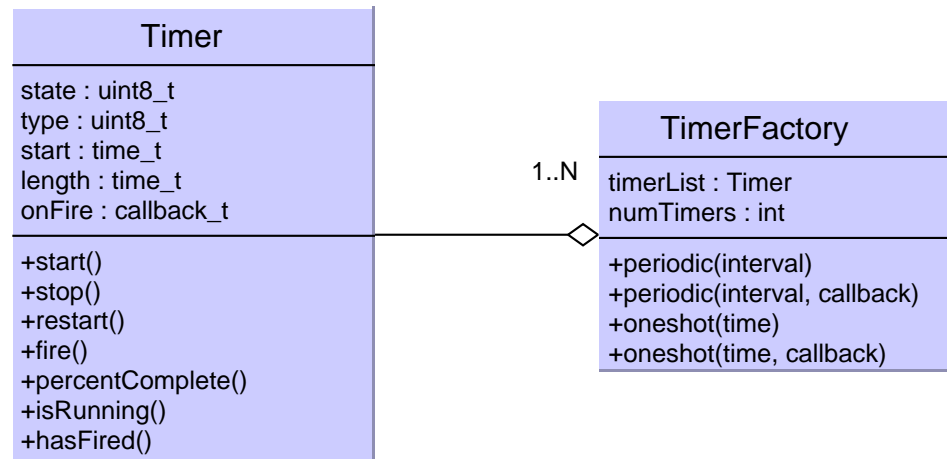 Timer
state : uint8_t
type : uint8_t
start : time_t
length : time_t
onFire : callback_t
+start()
+stop()
+restart()
+fire()
+percentComplete()
+isRunning()
+hasFired()
1..N
TimerFactory
timerList : Timer
numTimers : int
+periodic(interval)
+periodic(interval, callback)
+oneshot(time)
+oneshot(time, callback)